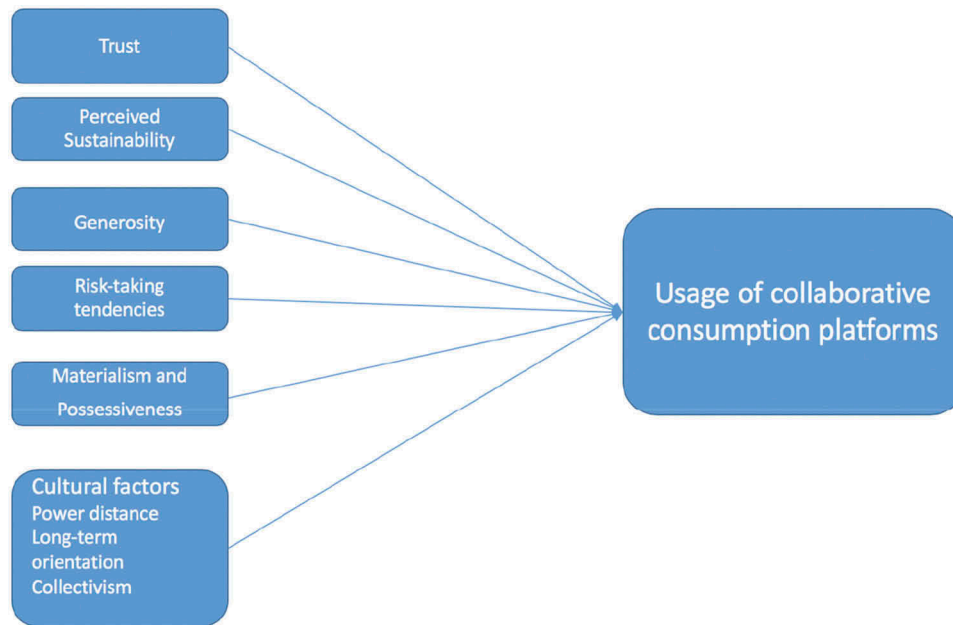 Trust
Perceived
Sustainability
Generosity
Risk-taking
tendencies
Materialism and
Possessiveness
Cultural factors
Power distance
Long-term
orientation
Collectivism
Usage of collaborative
consumption platforms